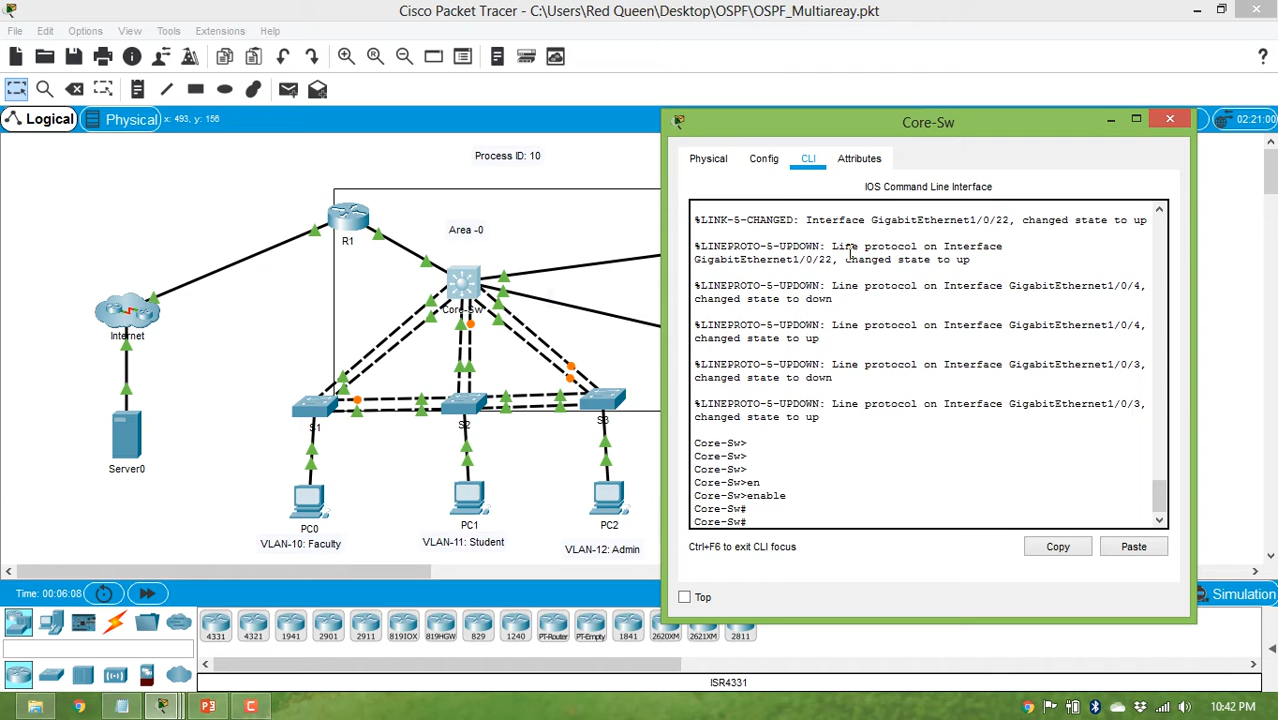 Cisco Packet Tracer - C:\Users\Red Queen\Desktop\OSPF\OSPF_Multiareay.pkt
File Edit Options View Tools Extensions Help
?
Logical
Physical
x: 493, y: 156
02:21:00
Process ID: 10
R1
Area -0
Core-Sw
Internet
S1
S2
S3
Server0
PC0
PC1
PC2
VLAN-10: Faculty
VLAN-11: Student
VLAN-12: Admin
Core-Sw
Physical Config CLI Attributes
IOS Command Line Interface
%LINK-5-CHANGED: Interface GigabitEthernet1/0/22, changed state to up
%LINEPROTO-5-UPDOWN: Line protocol on Interface
GigabitEthernet1/0/22, changed state to up
%LINEPROTO-5-UPDOWN: Line protocol on Interface GigabitEthernet1/0/4,
changed state to down
%LINEPROTO-5-UPDOWN: Line protocol on Interface GigabitEthernet1/0/4,
changed state to up
%LINEPROTO-5-UPDOWN: Line protocol on Interface GigabitEthernet1/0/3,
changed state to down
%LINEPROTO-5-UPDOWN: Line protocol on Interface GigabitEthernet1/0/3,
changed state to up
Core-Sw>
Core-Sw>
Core-Sw>
Core-Sw>en
Core-Sw>enable
Core-Sw#
Core-Sw#
Ctrl+F6 to exit CLI focus
Copy
Paste
Top
Time: 00:06:08
Simulation
4331 4321 1941 2901 2911 819IOX 819HGW 829 1240 PT-Router PT-Empty 1841 2620XM 2621XM 2811
ISR4331
10:42 PM